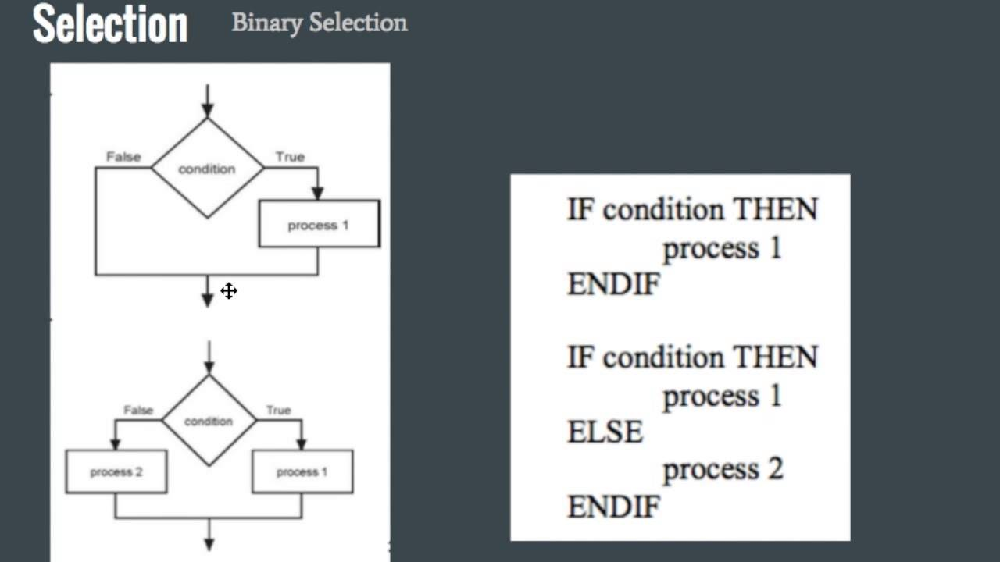 Selection
Binary Selection
False
True
condition
process 1
False
True
condition
process 2
process 1
IF condition THEN
process 1
ENDIF
IF condition THEN
process 1
ELSE
process 2
ENDIF